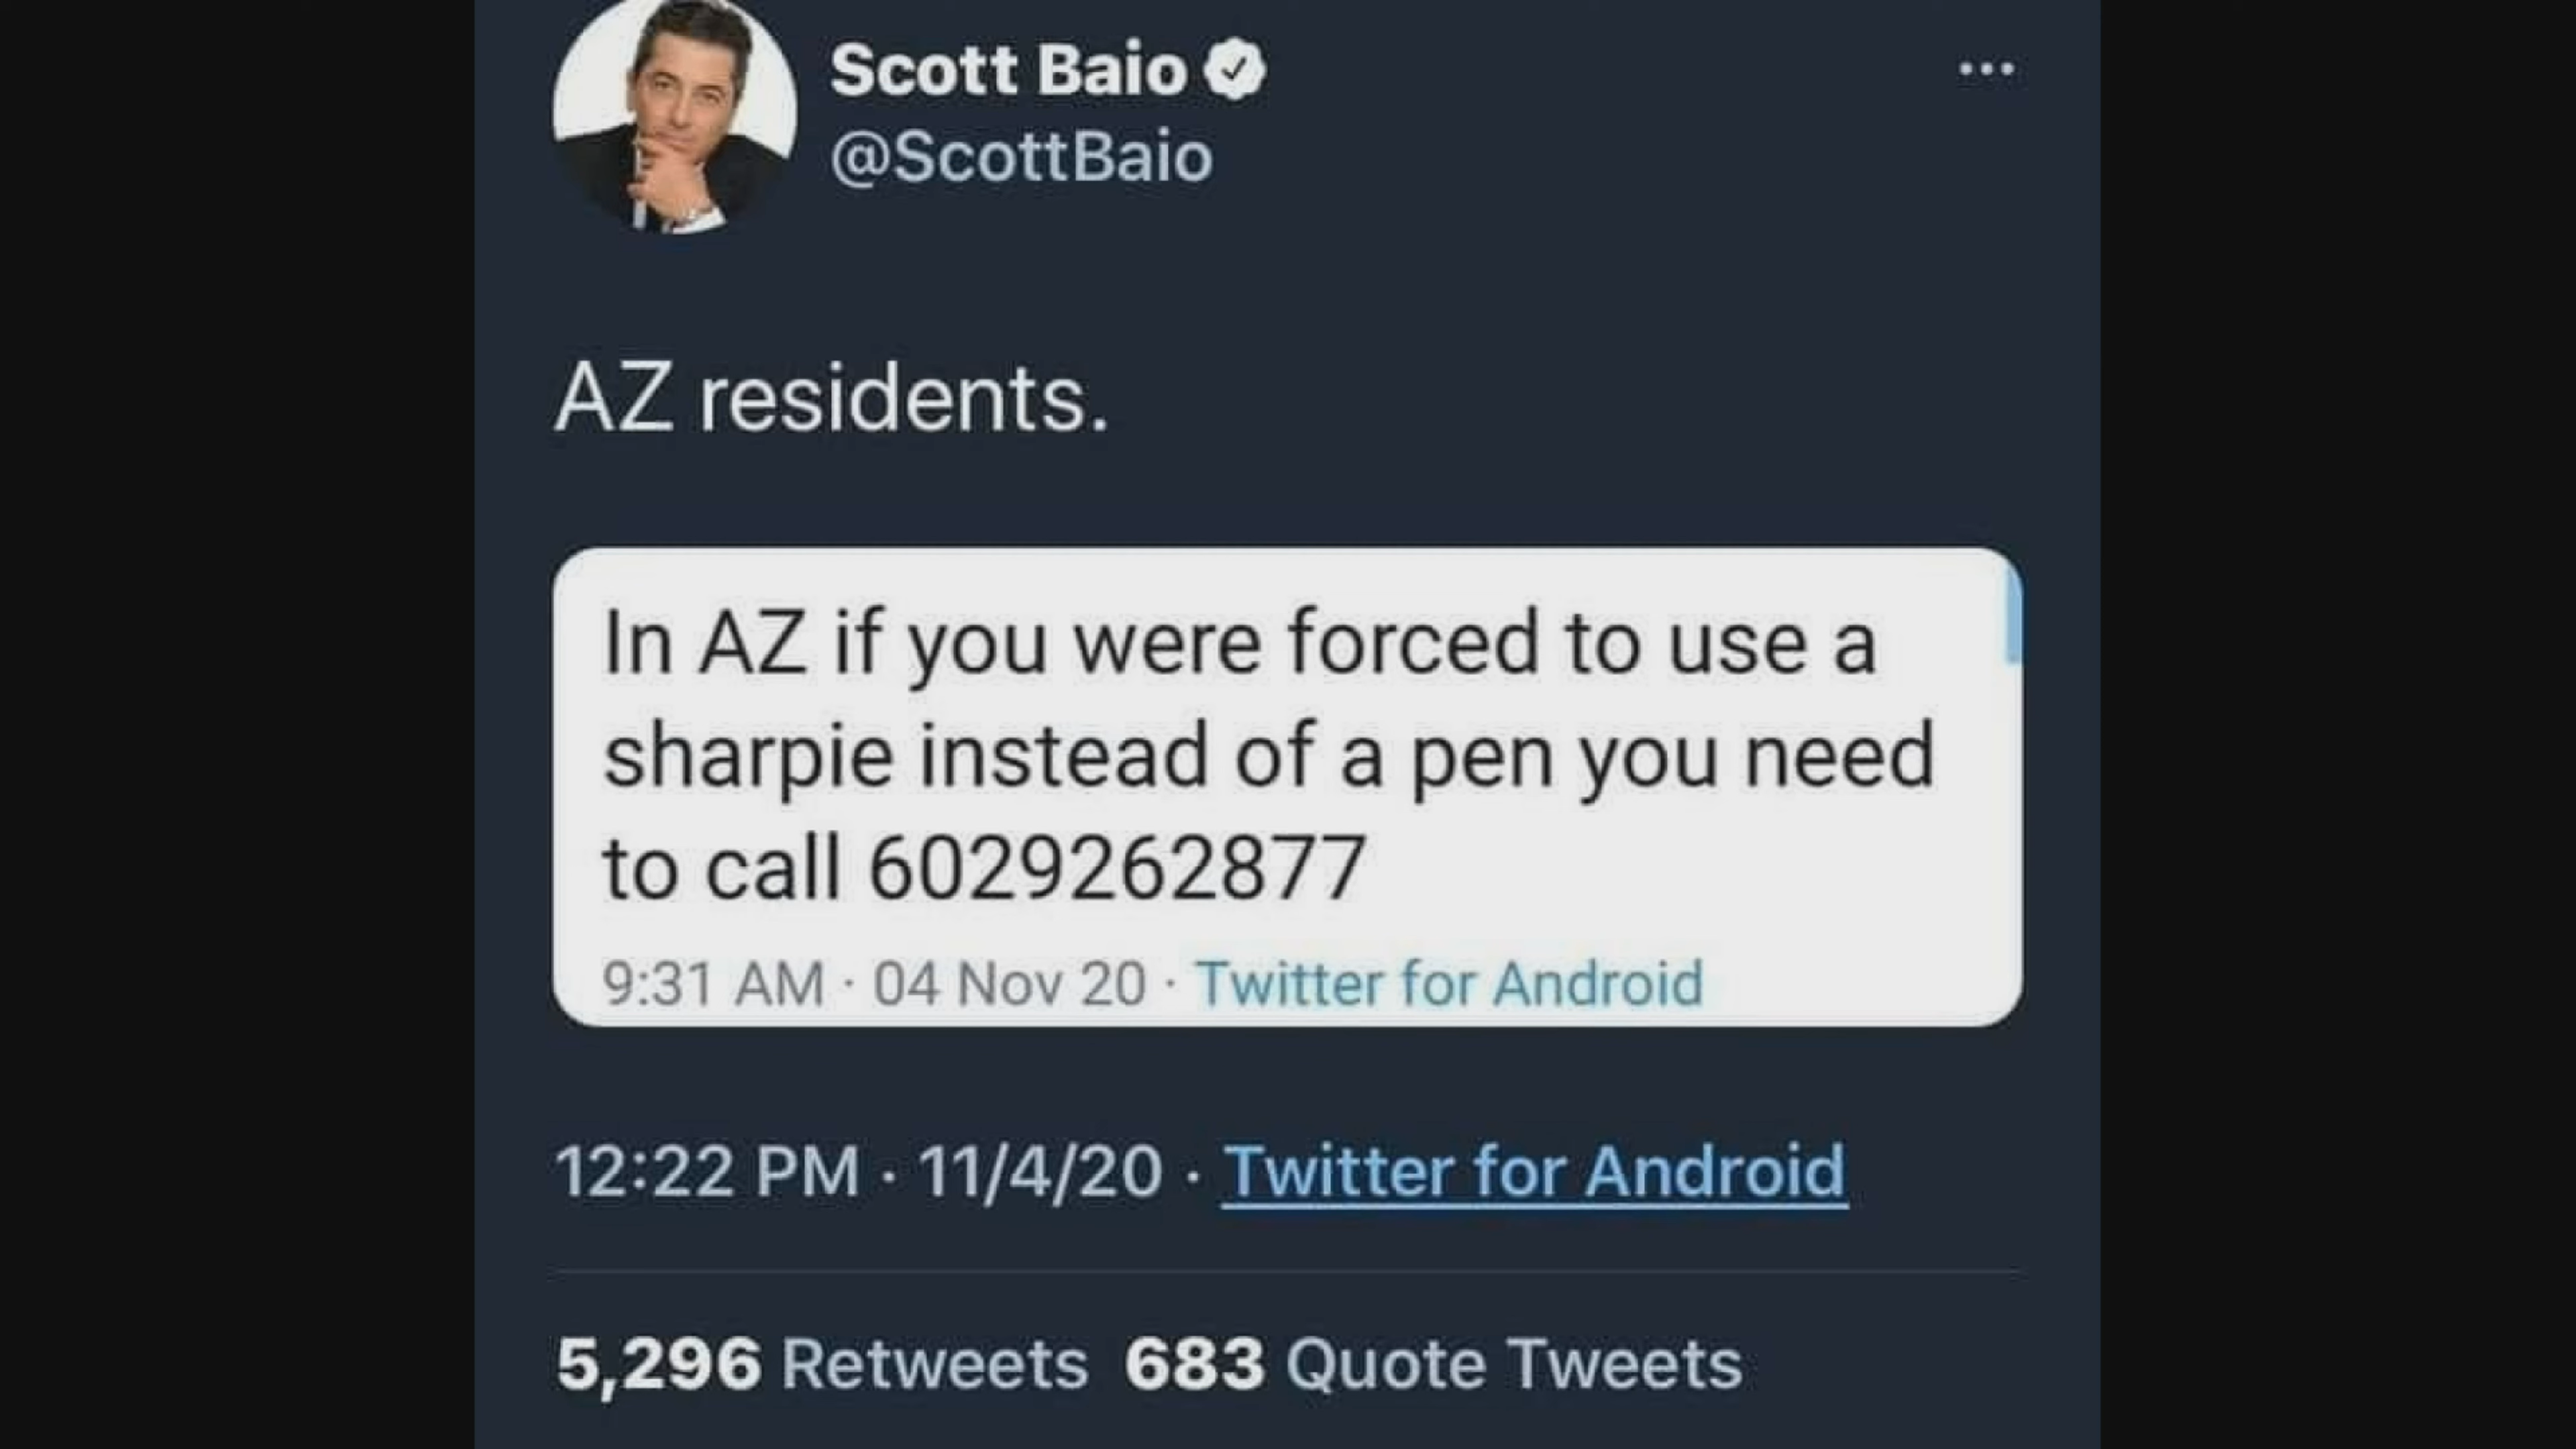 Scott Baio
@ScottBaio
AZ residents.
In AZ if you were forced to use a
sharpie instead of a pen you need
to call 6029262877
9:31 AM · 04 Nov 20 · Twitter for Android
12:22 PM · 11/4/20 · Twitter for Android
5,296 Retweets 683 Quote Tweets